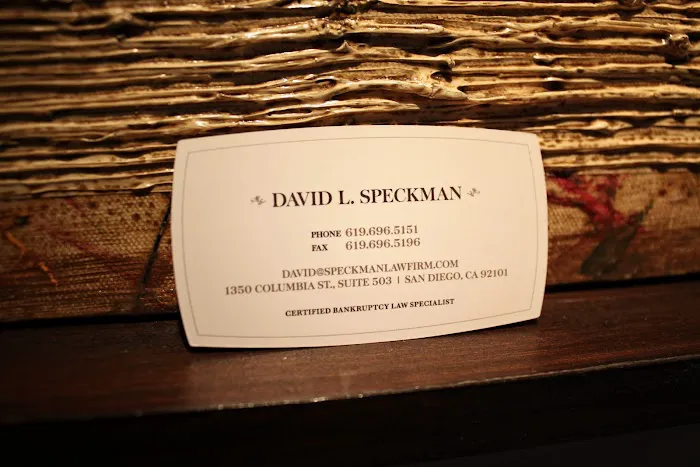 DAVID L. SPECKMAN
PHONE 619.696.5151
FAX 619.696.5196
DAVID@SPECKMANLAWFIRM.COM
1350 COLUMBIA ST., SUITE 503 | SAN DIEGO, CA 92101
CERTIFIED BANKRUPTCY LAW SPECIALIST